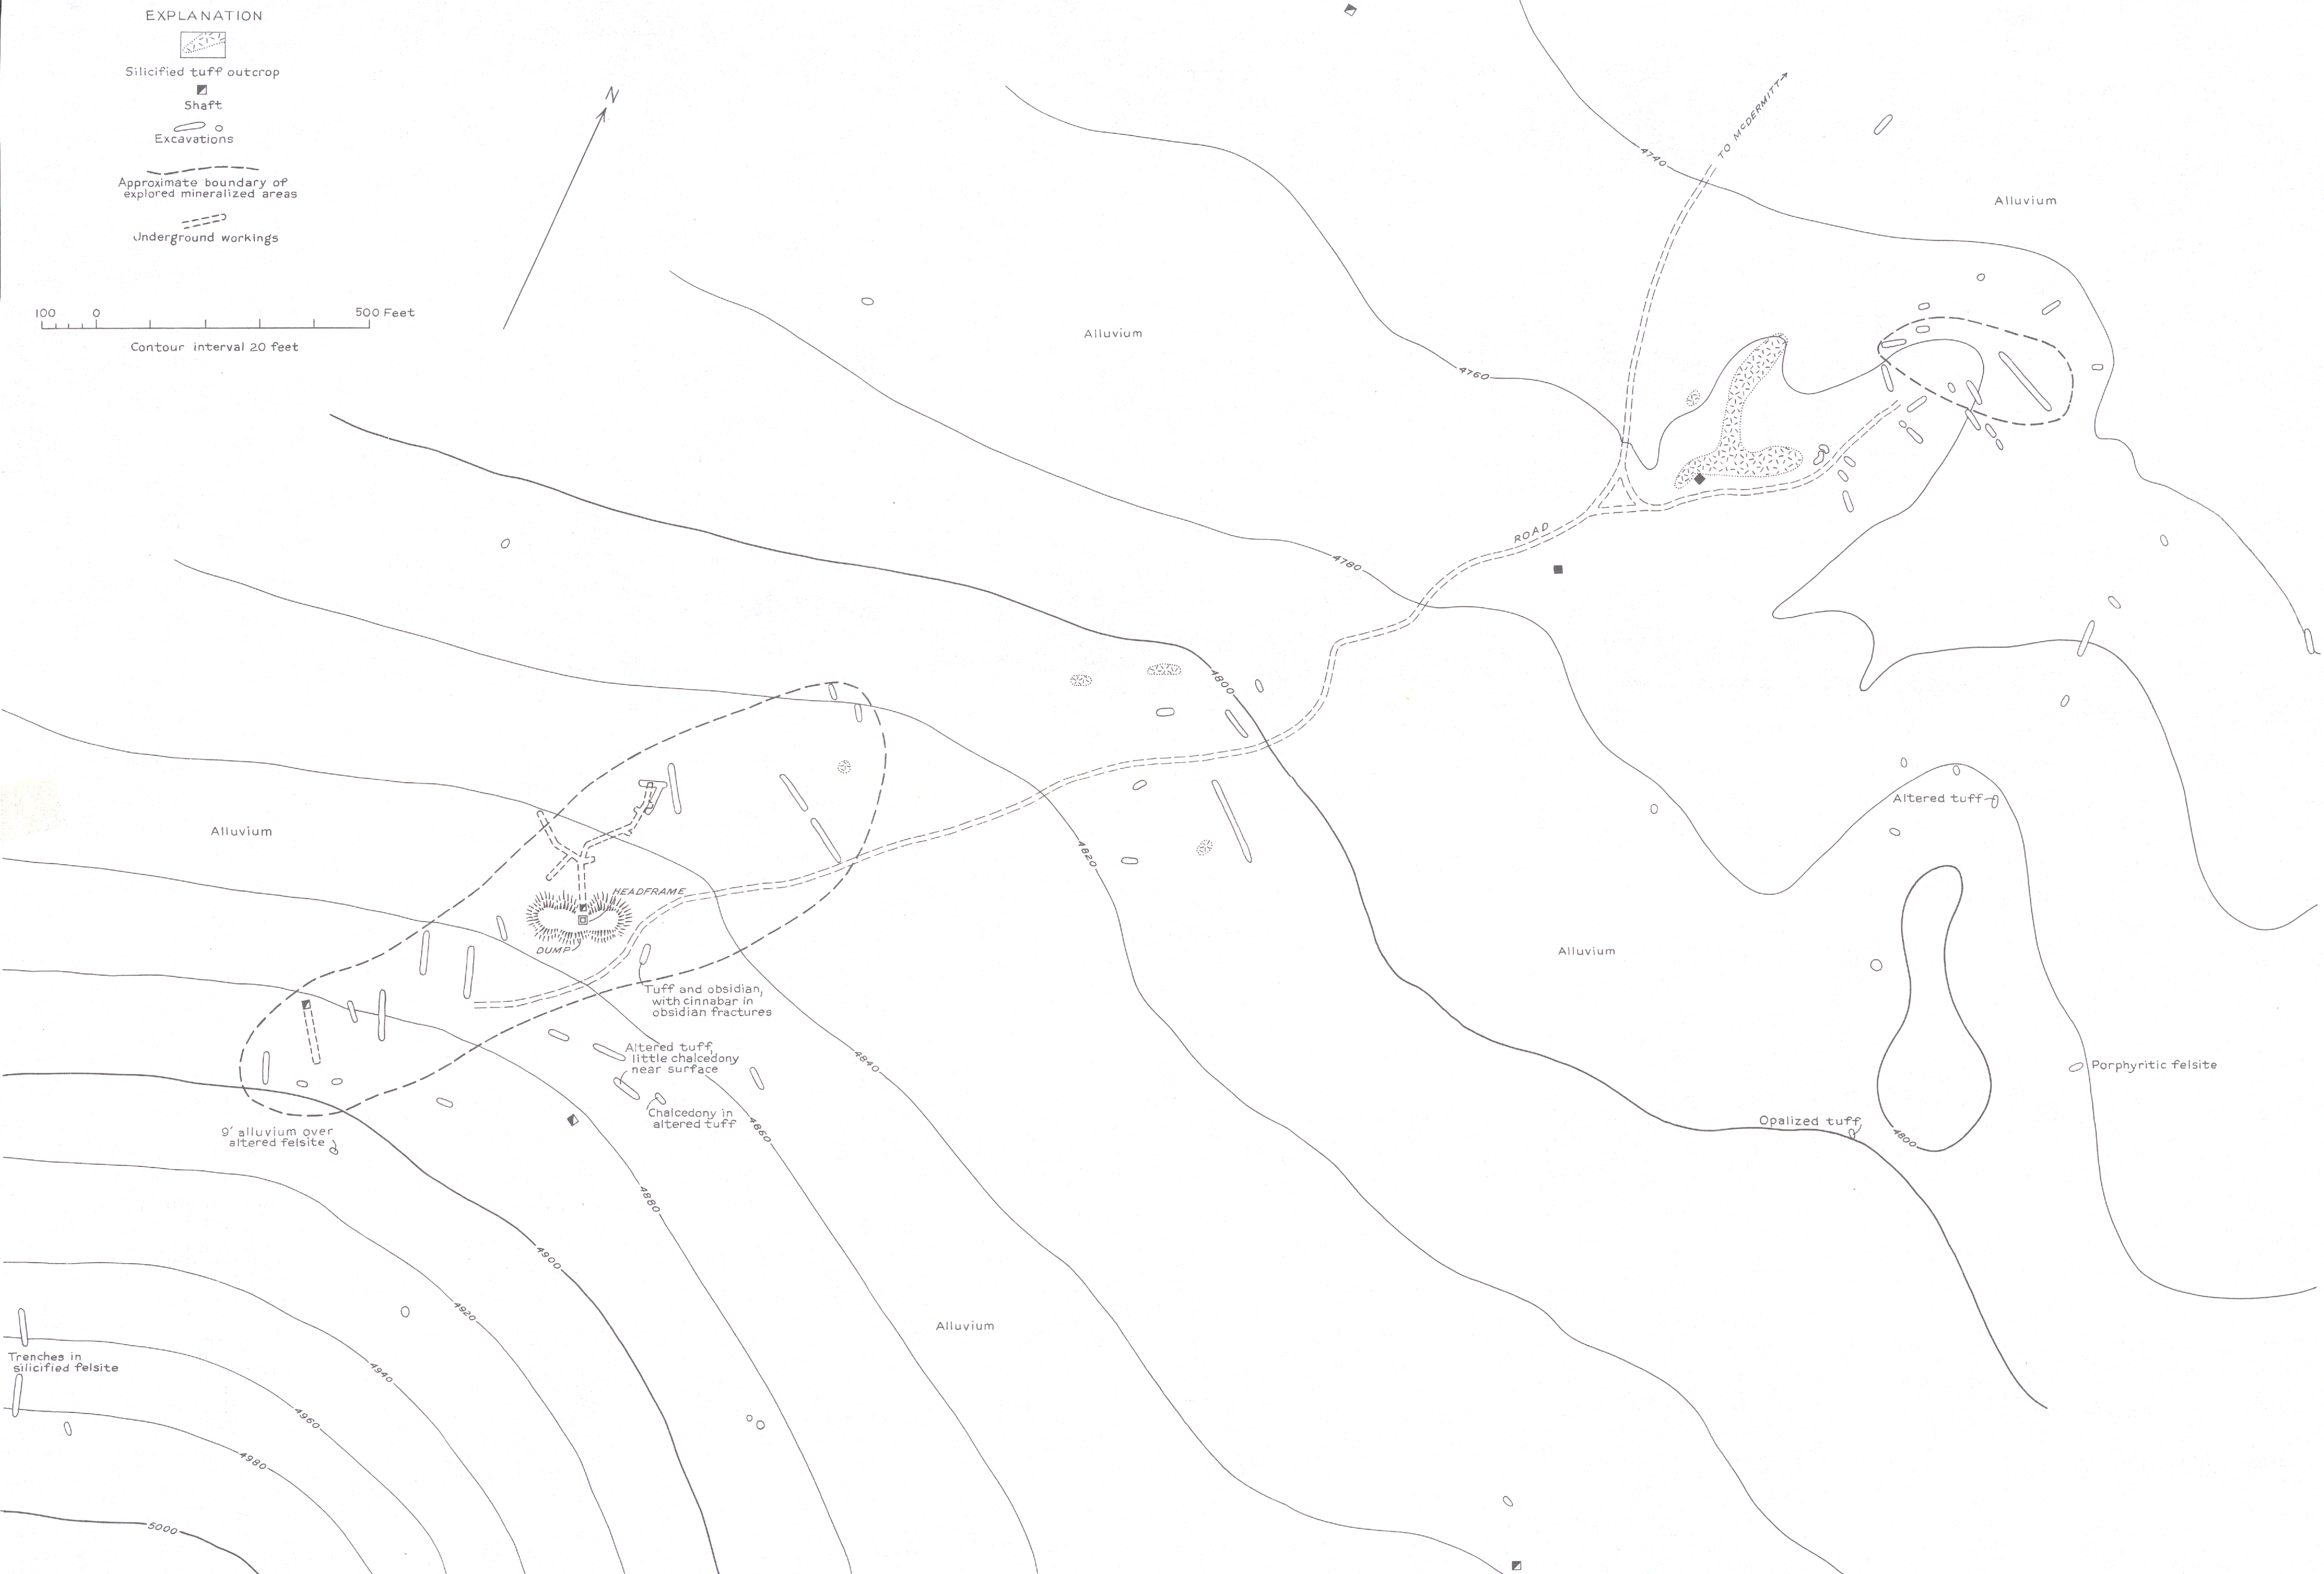 EXPLANATION
Silicified tuff outcrop
Shaft
Excavations
Approximate boundary of
explored mineralized areas
Underground workings
100 0 500 Feet
Contour interval 20 feet
N
TO McDERMITT
4740
Alluvium
Alluvium
4760
ROAD
4780
4800
Alluvium
4820
Altered tuff
HEADFRAME
DUMP
Alluvium
Tuff and obsidian,
with cinnabar in
obsidian fractures
Altered tuff,
little chalcedony
near surface
4840
Porphyritic felsite
Chalcedony in
altered tuff
4860
Opalized tuff
4800
9' alluvium over
altered felsite
4880
4900
4920
Alluvium
Trenches in
silicified felsite
4940
4960
4980
5000